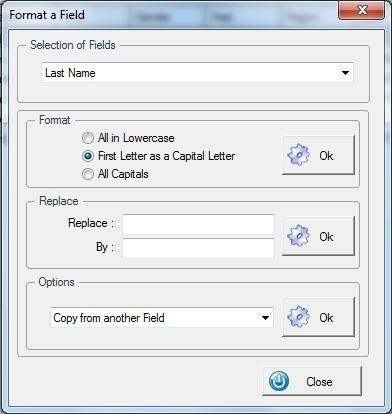 Format a Field
Selection of Fields
Last Name
Format
All in Lowercase
First Letter as a Capital Letter
All Capitals
Ok
Replace
Replace :
By :
Ok
Options
Copy from another Field
Ok
Close